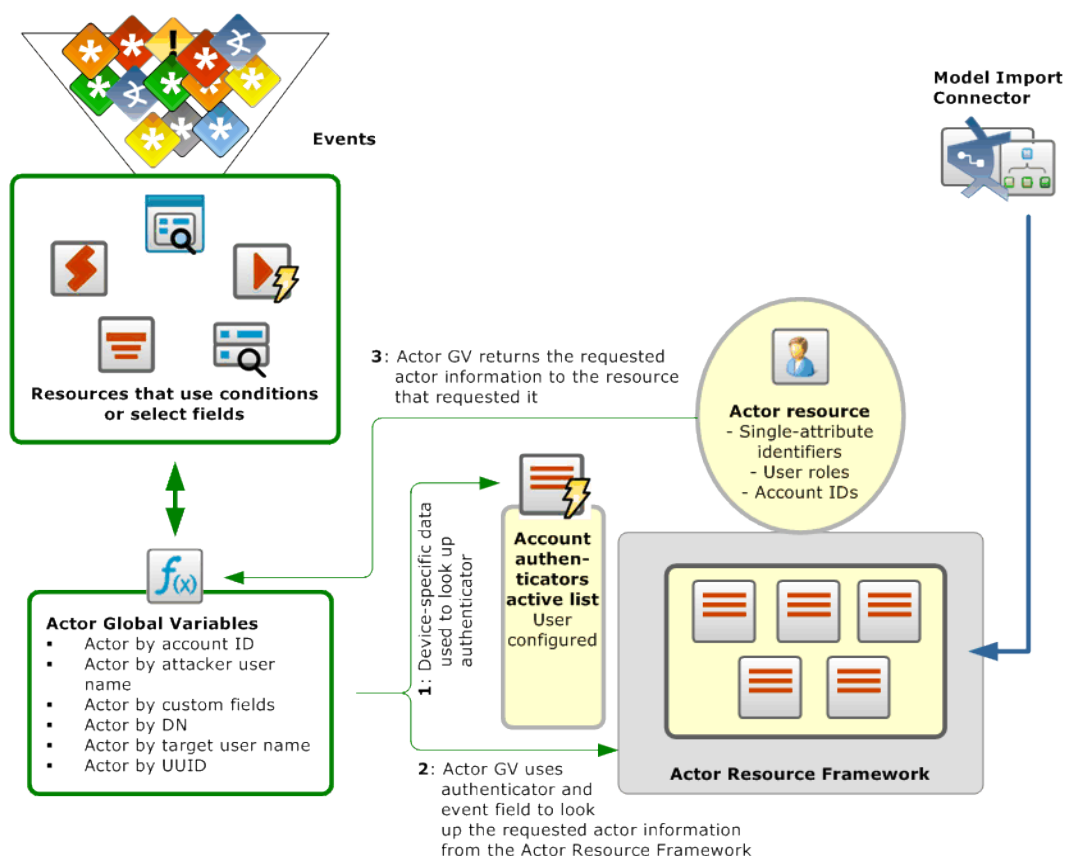 Events
Model Import
Connector
Resources that use conditions
or select fields
3: Actor GV returns the requested
actor information to the resource
that requested it
Actor resource
- Single-attribute
identifiers
- User roles
- Account IDs
1: Device-specific data
used to look up
authenticator
Account
authen-
ticators
active list
User
configured
f(x)
Actor Global Variables
▪ Actor by account ID
▪ Actor by attacker user
name
▪ Actor by custom fields
▪ Actor by DN
▪ Actor by target user name
▪ Actor by UUID
Actor Resource Framework
2: Actor GV uses
authenticator and
event field to look
up the requested actor information
from the Actor Resource Framework